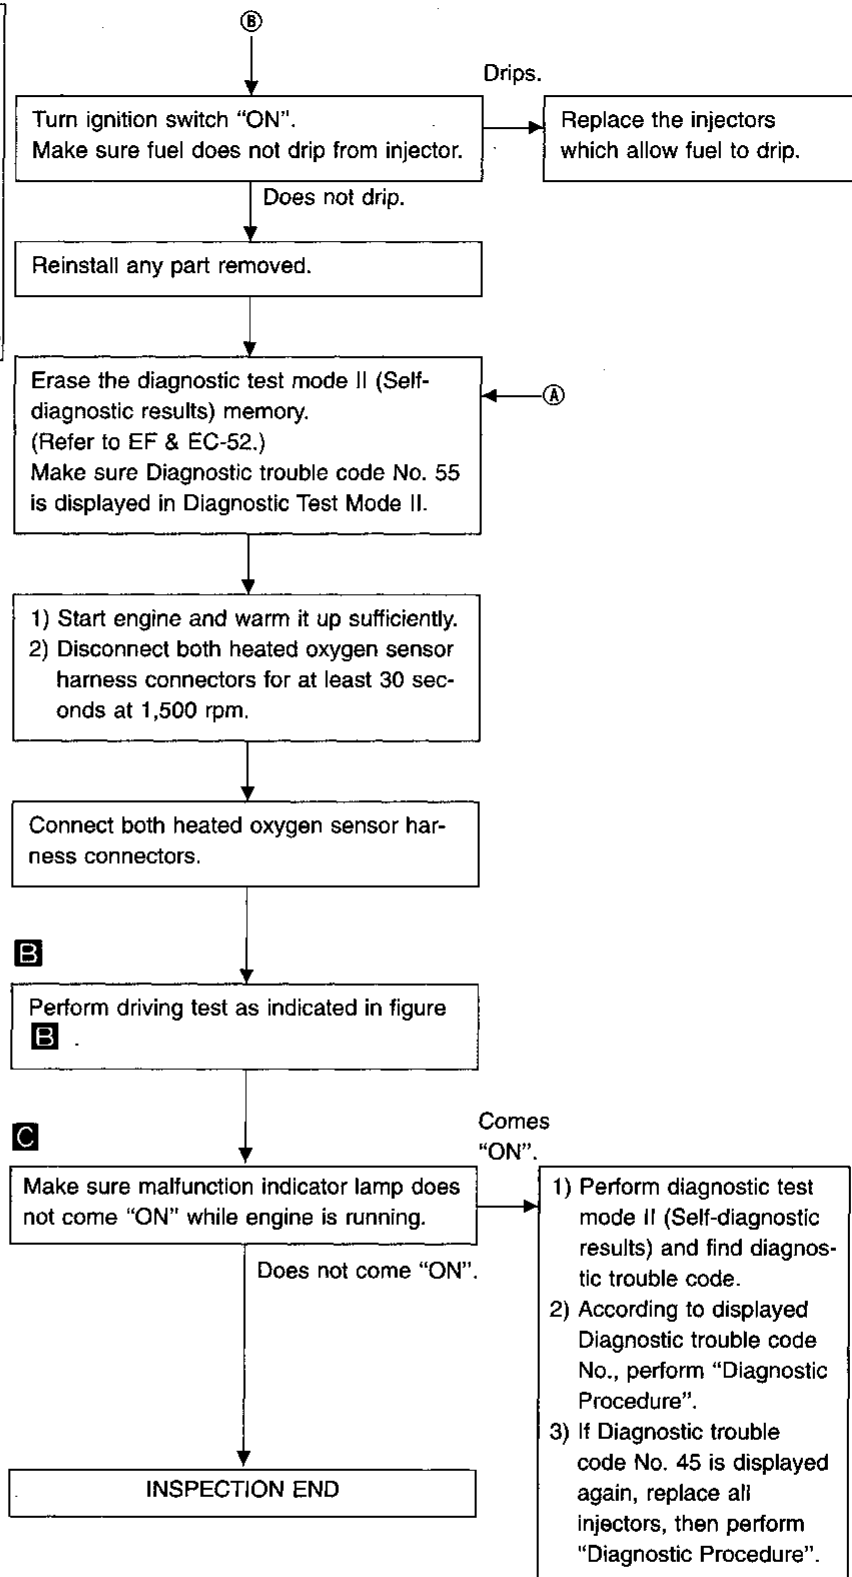 Ⓑ
Drips.
Turn ignition switch “ON”.
Make sure fuel does not drip from injector.
Replace the injectors
which allow fuel to drip.
Does not drip.
Reinstall any part removed.
Erase the diagnostic test mode II (Self-
diagnostic results) memory.
(Refer to EF & EC-52.)
Make sure Diagnostic trouble code No. 55
is displayed in Diagnostic Test Mode II.
Ⓐ
1) Start engine and warm it up sufficiently.
2) Disconnect both heated oxygen sensor
harness connectors for at least 30 sec-
onds at 1,500 rpm.
Connect both heated oxygen sensor har-
ness connectors.
B
Perform driving test as indicated in figure
B .
C
Comes
“ON”.
Make sure malfunction indicator lamp does
not come “ON” while engine is running.
Does not come “ON”.
1) Perform diagnostic test
mode II (Self-diagnostic
results) and find diagnos-
tic trouble code.
2) According to displayed
Diagnostic trouble code
No., perform “Diagnostic
Procedure”.
3) If Diagnostic trouble
code No. 45 is displayed
again, replace all
injectors, then perform
“Diagnostic Procedure”.
INSPECTION END